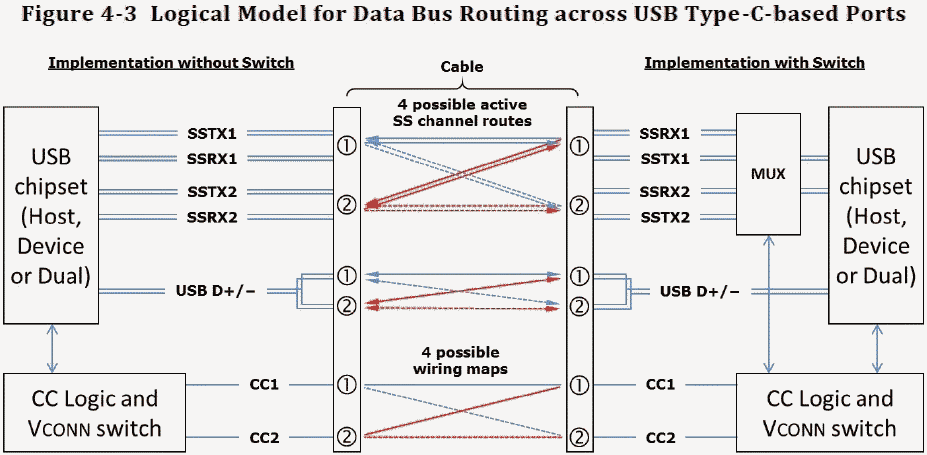 Figure 4-3 Logical Model for Data Bus Routing across USB Type-C-based Ports
Implementation without Switch
Cable
Implementation with Switch
4 possible active
SS channel routes
USB
chipset
(Host,
Device
or Dual)
SSTX1
SSRX1
SSTX2
SSRX2
USB D+/−
①
②
①
②
①
②
①
②
SSRX1
SSTX1
SSRX2
SSTX2
USB D+/−
MUX
USB
chipset
(Host,
Device
or Dual)
4 possible
wiring maps
CC Logic and
VCONN switch
CC1
CC2
①
②
①
②
CC1
CC2
CC Logic and
VCONN switch